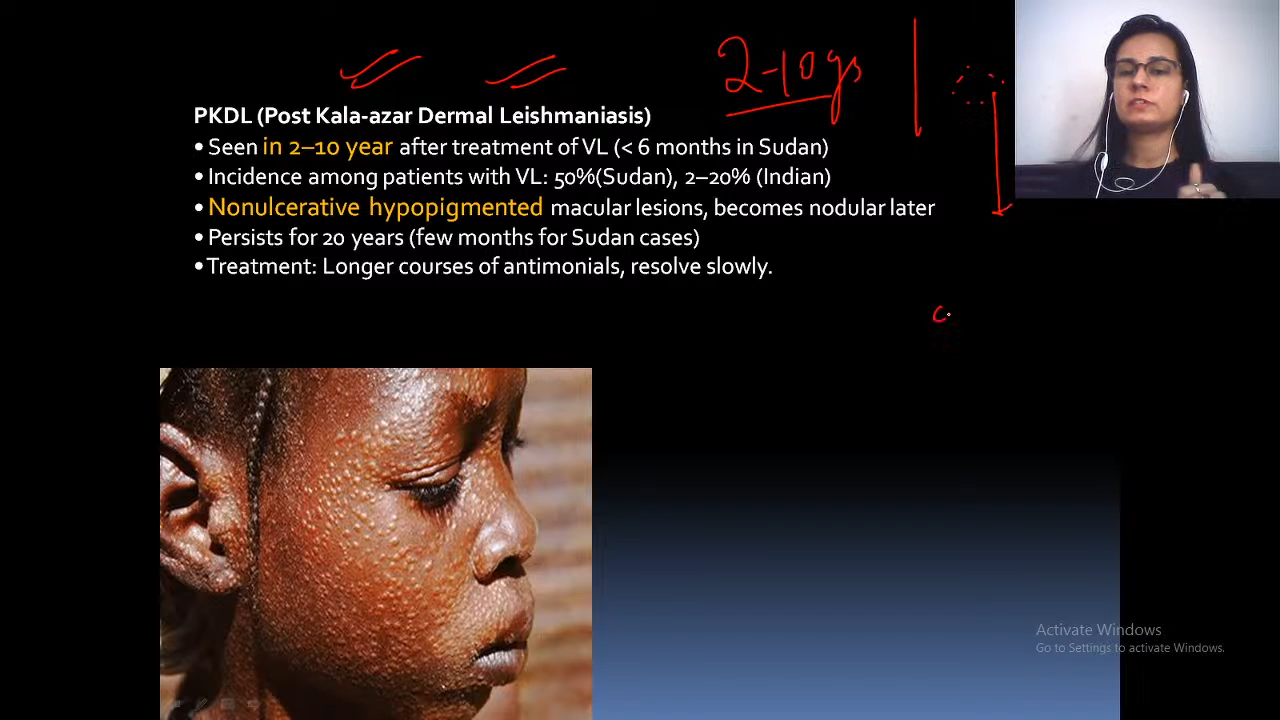 2-10 ys
PKDL (Post Kala-azar Dermal Leishmaniasis)
• Seen in 2–10 year after treatment of VL (< 6 months in Sudan)
• Incidence among patients with VL: 50%(Sudan), 2–20% (Indian)
• Nonulcerative hypopigmented macular lesions, becomes nodular later
• Persists for 20 years (few months for Sudan cases)
• Treatment: Longer courses of antimonials, resolve slowly.
Activate Windows
Go to Settings to activate Windows.